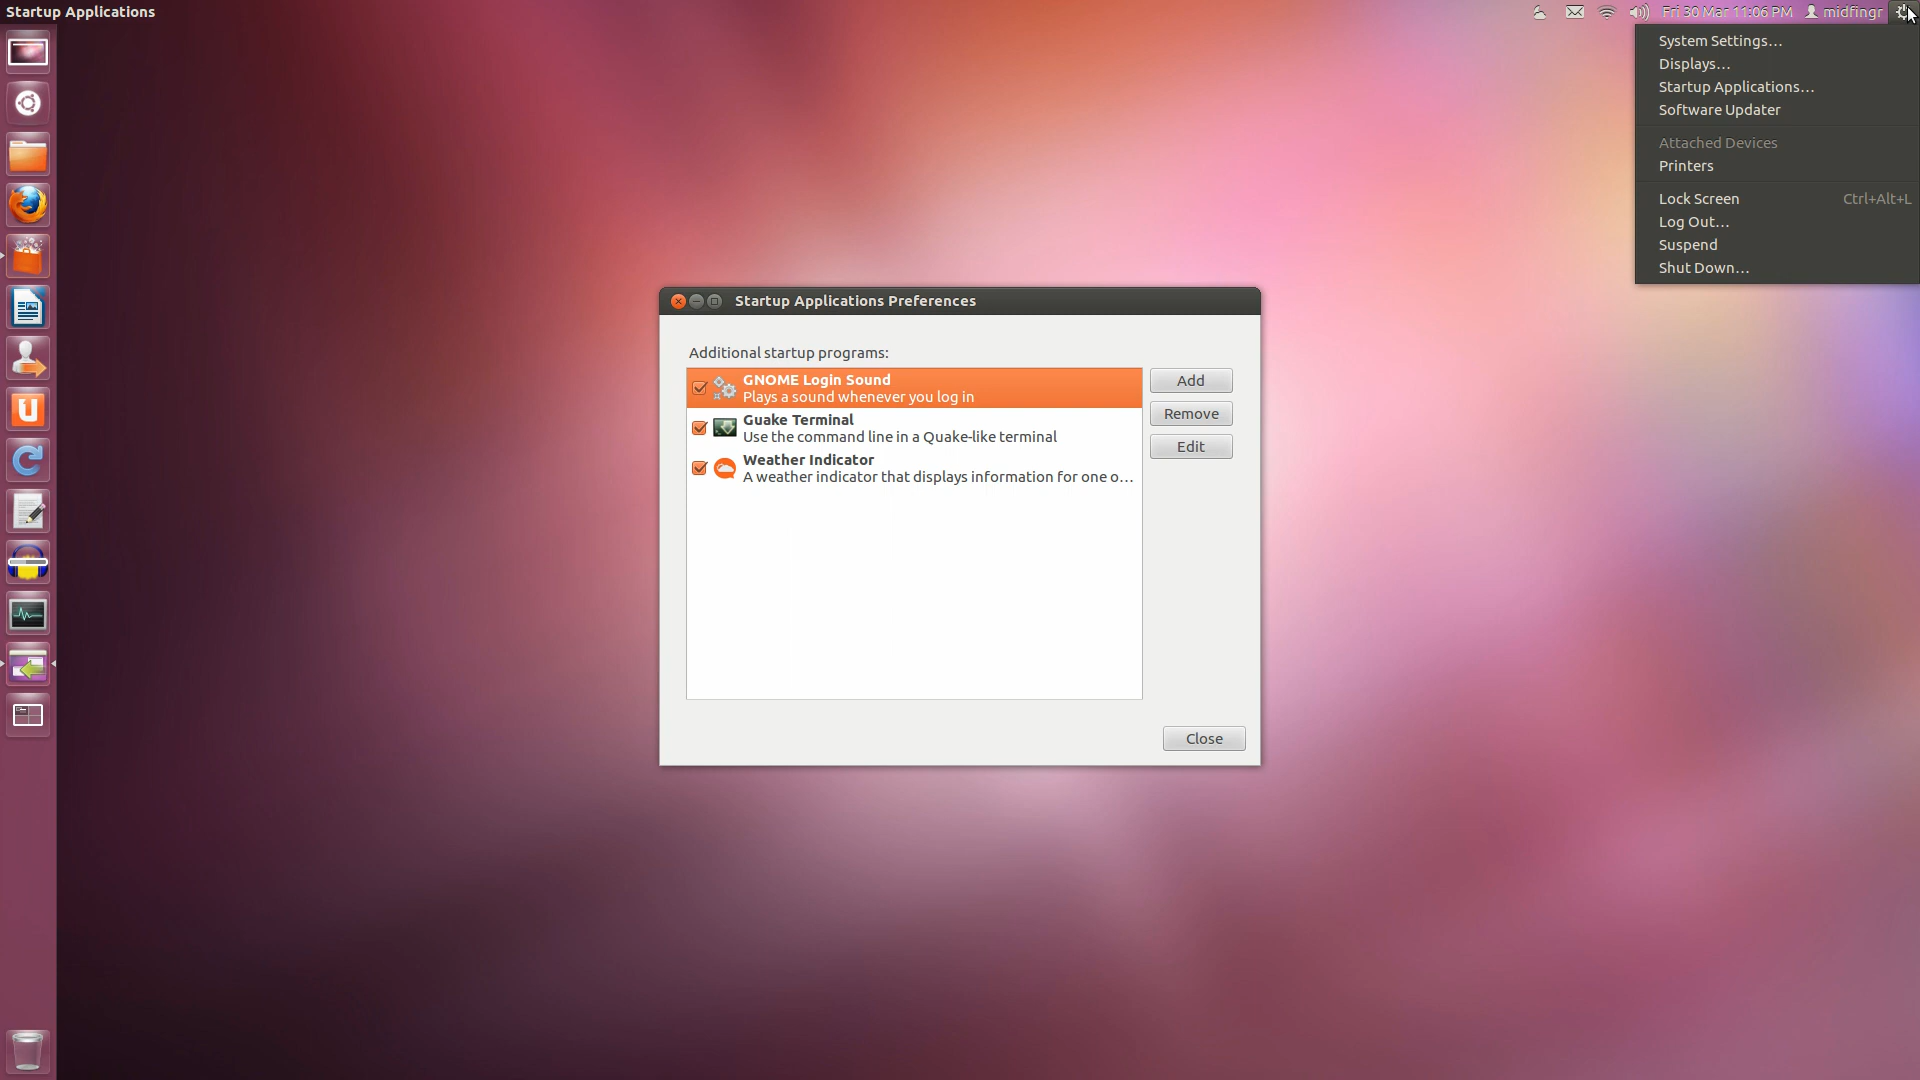 Startup Applications
Fri 30 Mar 11:06 PM
midfingr
System Settings...
Displays...
Startup Applications...
Software Updater
Attached Devices
Printers
Lock Screen Ctrl+Alt+L
Log Out...
Suspend
Shut Down...
Startup Applications Preferences
Additional startup programs:
GNOME Login Sound
Plays a sound whenever you log in
Guake Terminal
Use the command line in a Quake-like terminal
Weather Indicator
A weather indicator that displays information for one o...
Add
Remove
Edit
Close